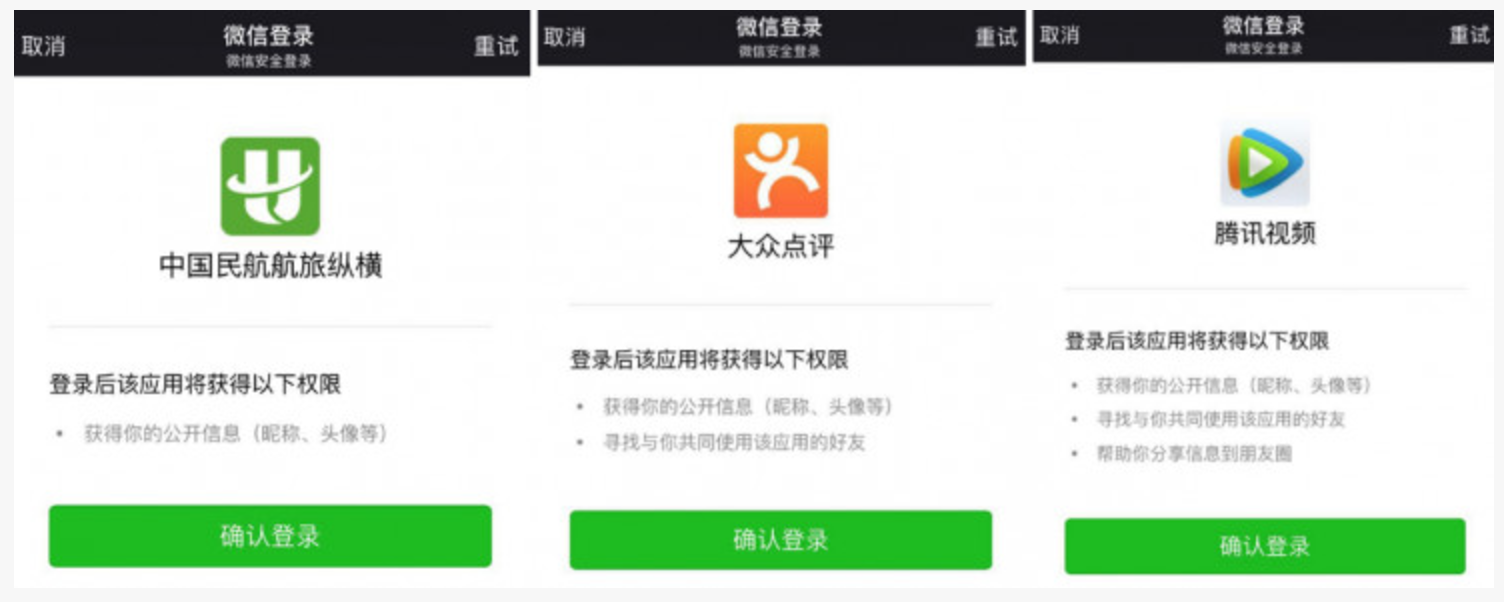 取消
微信登录
微信安全登录
重试
中国民航航旅纵横
登录后该应用将获得以下权限
• 获得你的公开信息（昵称、头像等）
确认登录
取消
微信登录
微信安全登录
重试
大众点评
登录后该应用将获得以下权限
• 获得你的公开信息（昵称、头像等）
• 寻找与你共同使用该应用的好友
确认登录
取消
微信登录
微信安全登录
重试
腾讯视频
登录后该应用将获得以下权限
• 获得你的公开信息（昵称、头像等）
• 寻找与你共同使用该应用的好友
• 帮助你分享信息到朋友圈
确认登录